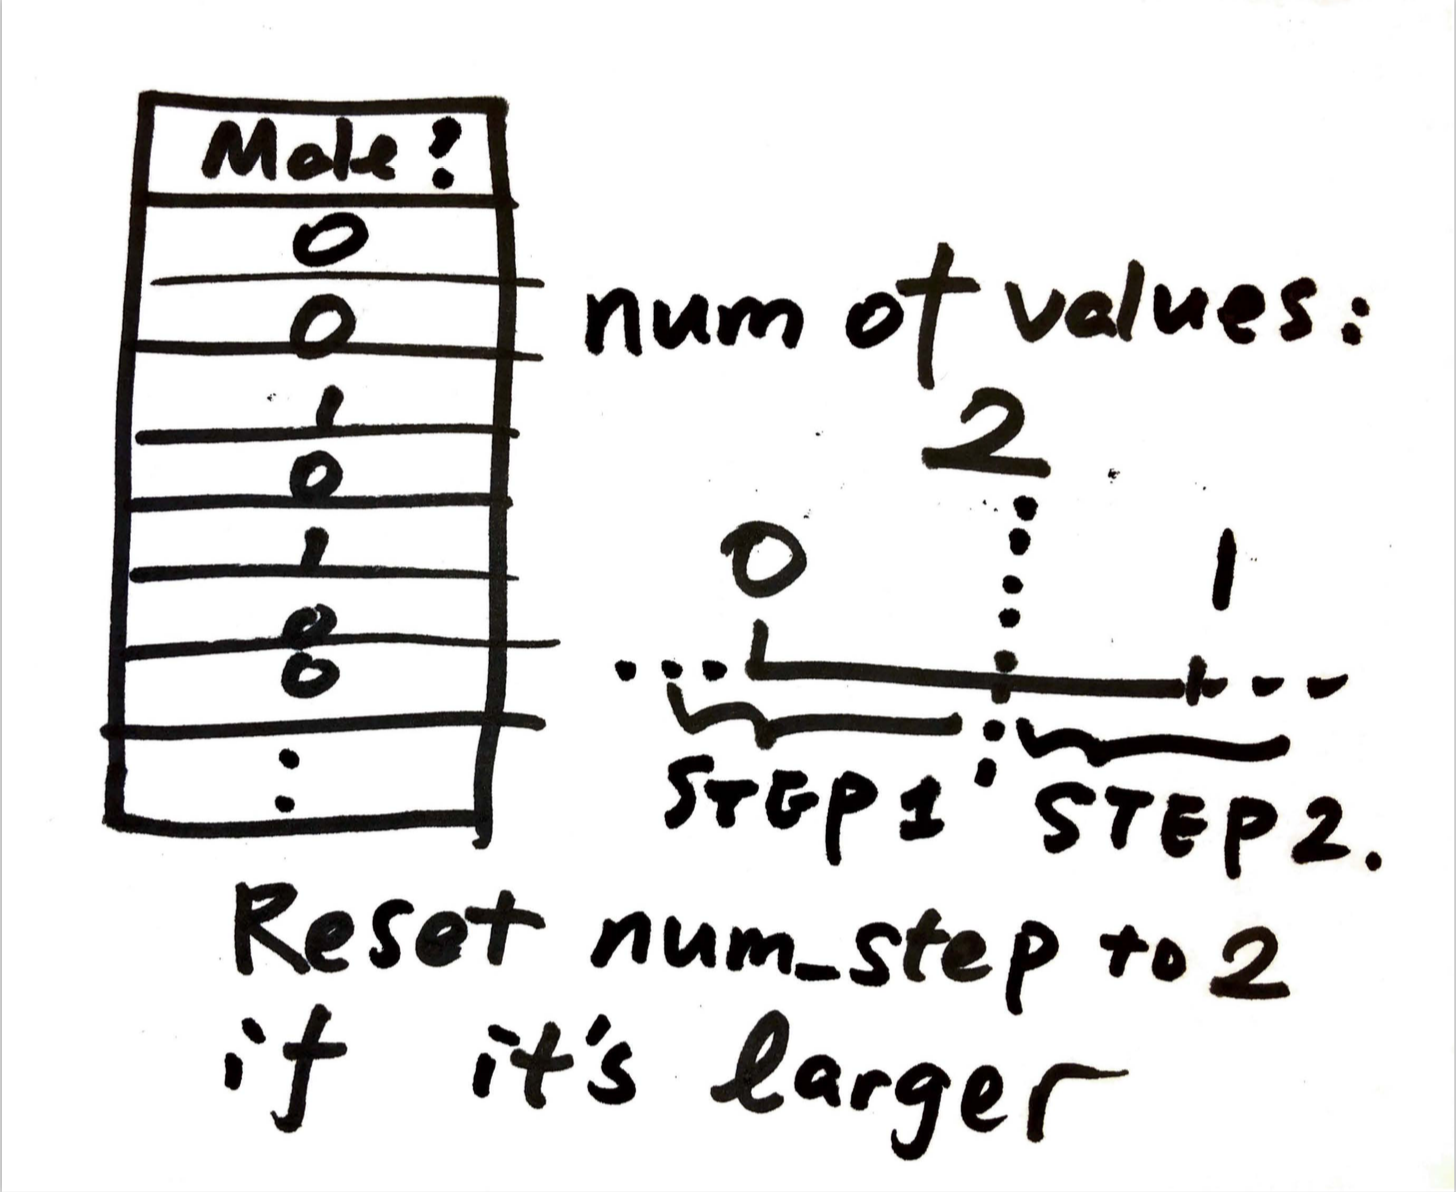 Male?
0
0
1
0
1
0
0
num of values:
2
0 1
STEP 1 STEP 2.
Reset num_step to 2
if it's larger